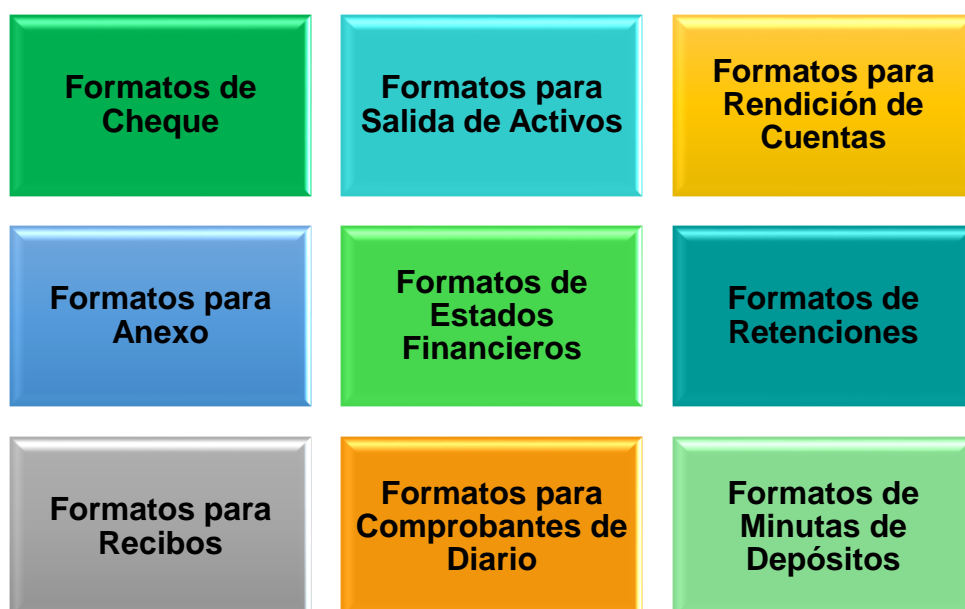 Formatos de
Cheque
Formatos para
Salida de Activos
Formatos para
Rendición de
Cuentas
Formatos para
Anexo
Formatos de
Estados
Financieros
Formatos de
Retenciones
Formatos para
Recibos
Formatos para
Comprobantes de
Diario
Formatos de
Minutas de
Depósitos